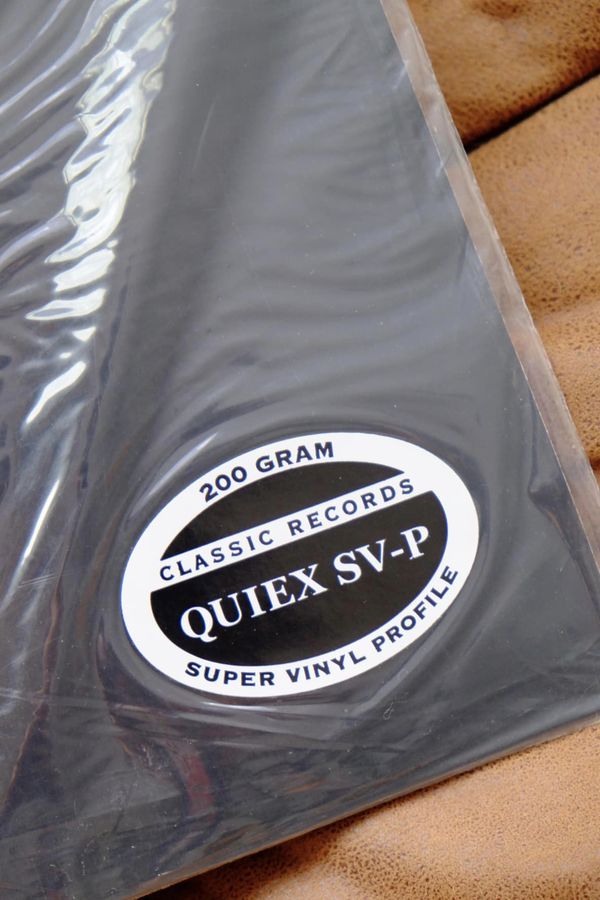 200 GRAM
CLASSIC RECORDS
QUIEX SV-P
SUPER VINYL PROFILE